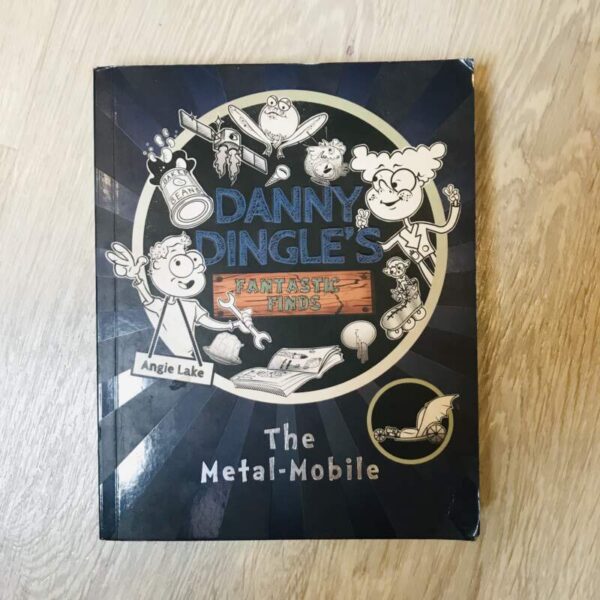 BAKED
BEANS
DANNY
DINGLE'S
FANTASTIC
FINDS
Angie Lake
The
Metal-Mobile